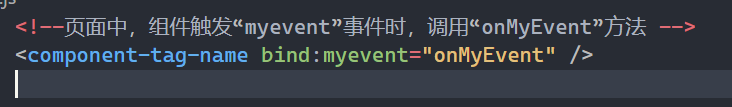 js
<!--页面中，组件触发“myevent”事件时，调用“onMyEvent”方法 -->
<component-tag-name bind:myevent="onMyEvent" />